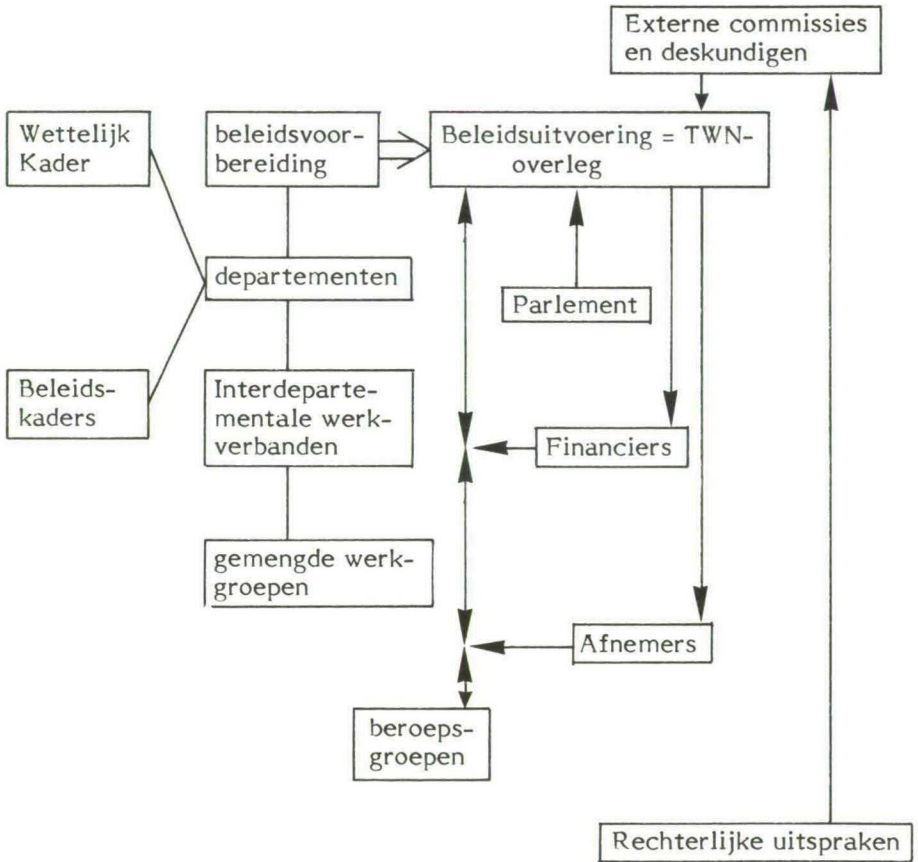 Externe commissies
en deskundigen
Wettelijk
Kader
beleidsvoor-
bereiding
Beleidsuitvoering = TWN-
overleg
departementen
Parlement
Beleids-
kaders
Interdeparte-
mentale werk-
verbanden
Financiers
gemengde werk-
groepen
Afnemers
beroeps-
groepen
Rechterlijke uitspraken